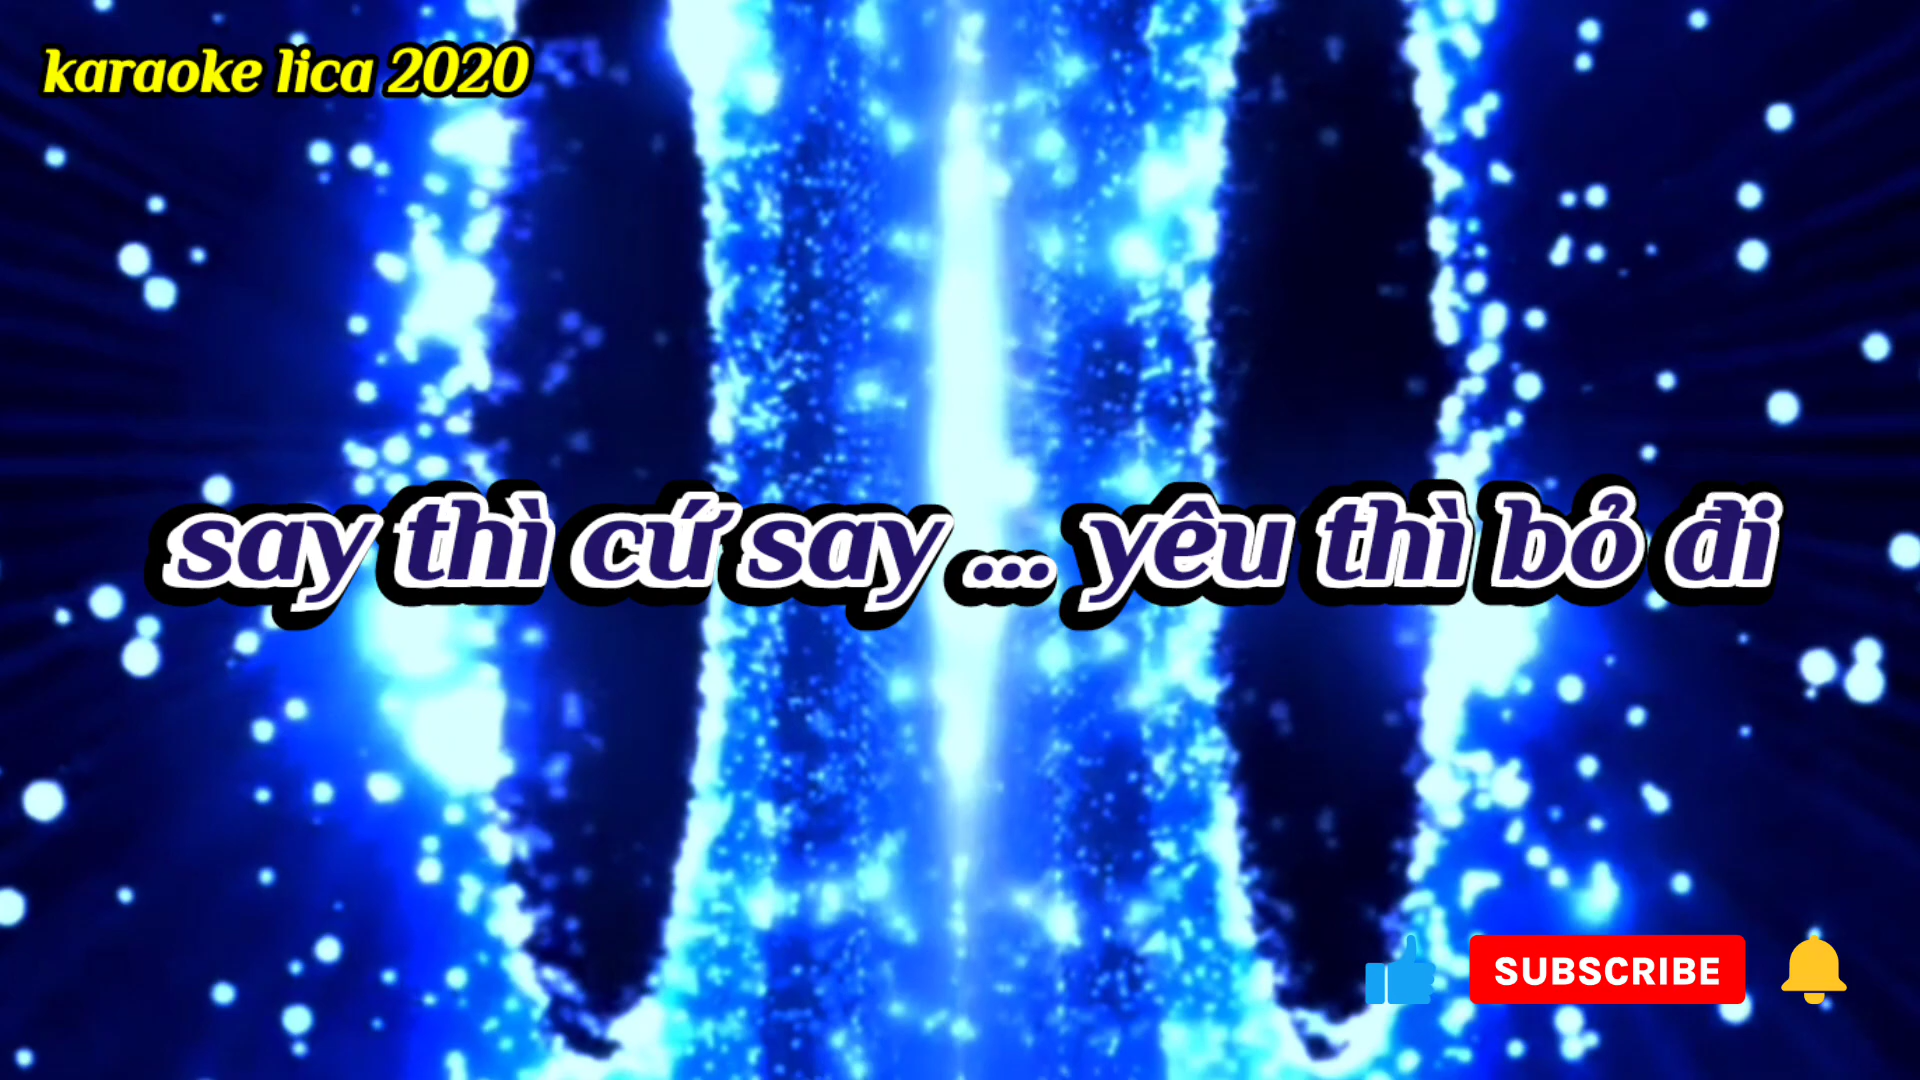 karaoke lica 2020
say thì cứ say ... yêu thì bỏ đi
SUBSCRIBE